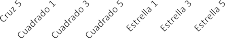 Cruz 5
Cuadrado 1
Cuadrado 3
Cuadrado 5
Estrella 1
Estrella 3
Estrella 5